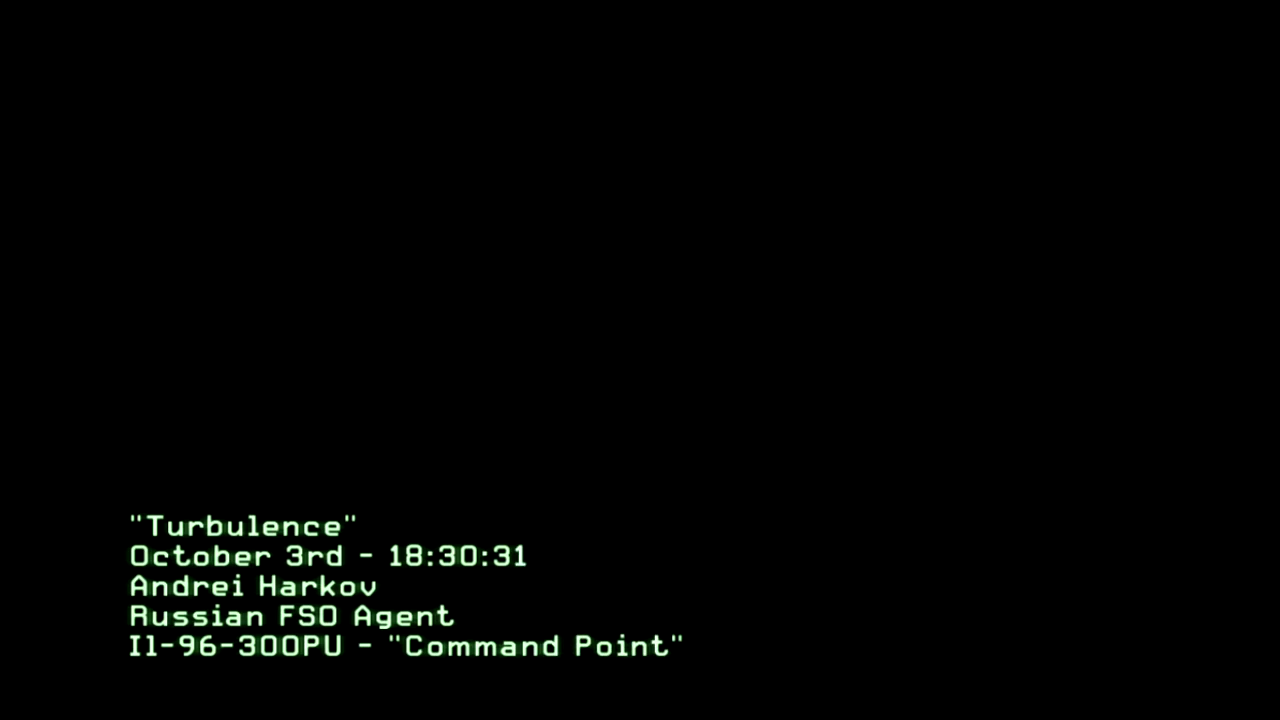 "Turbulence"
October 3rd - 18:30:31
Andrei Harkov
Russian FSO Agent
Il-96-300PU - "Command Point"